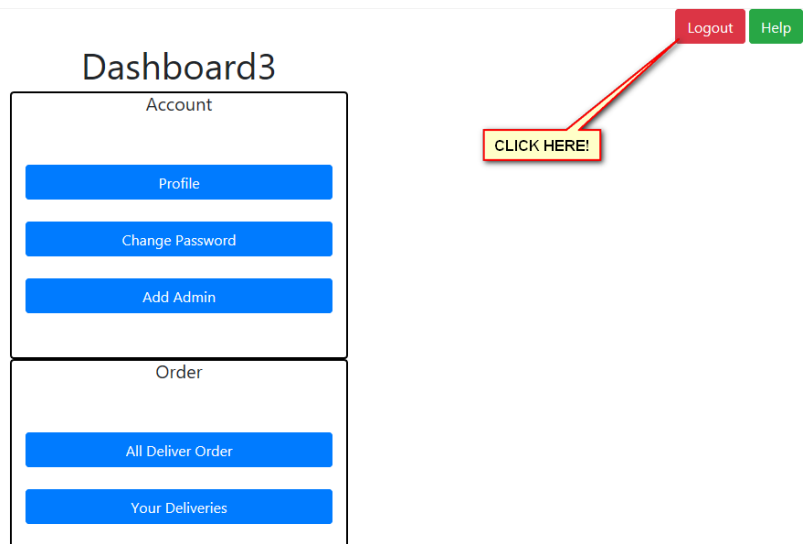 Logout Help
Dashboard3
Account
CLICK HERE!
Profile
Change Password
Add Admin
Order
All Deliver Order
Your Deliveries